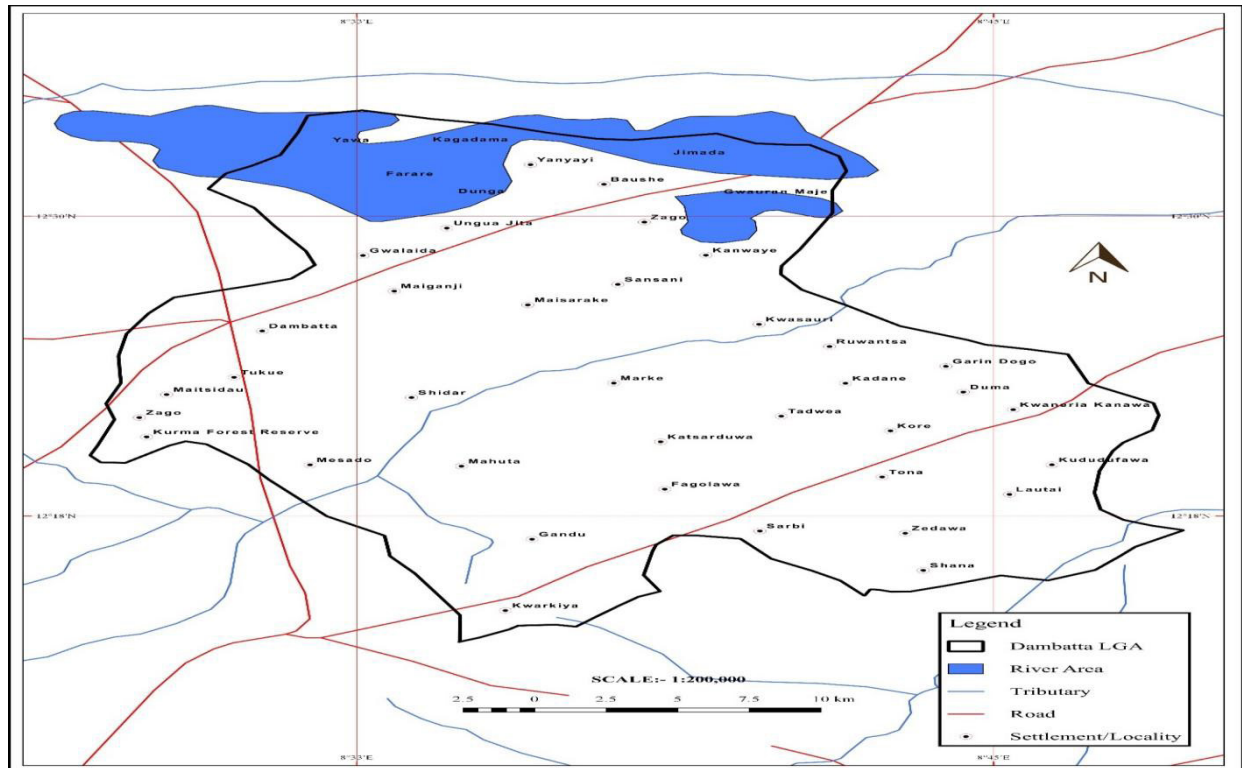 8°33'E
8°45'E
Yawa
Kagadama
Jimada
Yanyayi
Farare
Baushe
Dunga
Gwauran Maje
12°30'N
12°30'N
Ungua Jita
Zago
Gwalaida
Kanwaye
N
Maiganji
Sansani
Maisarake
Dambatta
Kwasauri
Ruwantsa
Garin Dogo
Tukue
Marke
Kadane
Duma
Maitsidau
Shidar
Zago
Tadwea
Kwaneria Kanawa
Kurma Forest Reserve
Katsarduwa
Kore
Mesado
Mahuta
Kududufawa
Fagolawa
Tona
Lautai
12°18'N
12°18'N
Gandu
Sarbi
Zedawa
Shana
Kwarkiya
Legend
Dambatta LGA
River Area
Tributary
Road
Settlement/Locality
SCALE:- 1:200,000
2.5 0 2.5 5 7.5 10 km
8°33'E
8°45'E